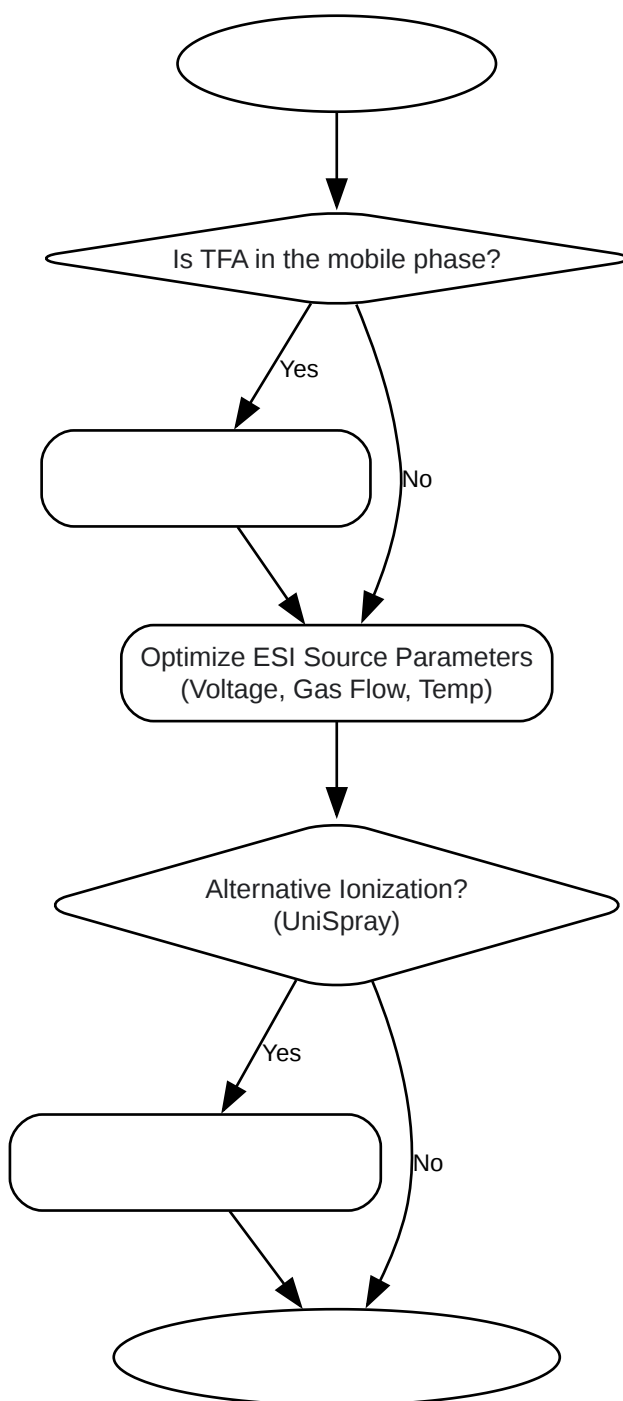 Is TFA in the mobile phase?
Yes
No
Optimize ESI Source Parameters
(Voltage, Gas Flow, Temp)
Alternative Ionization?
(UniSpray)
Yes
No